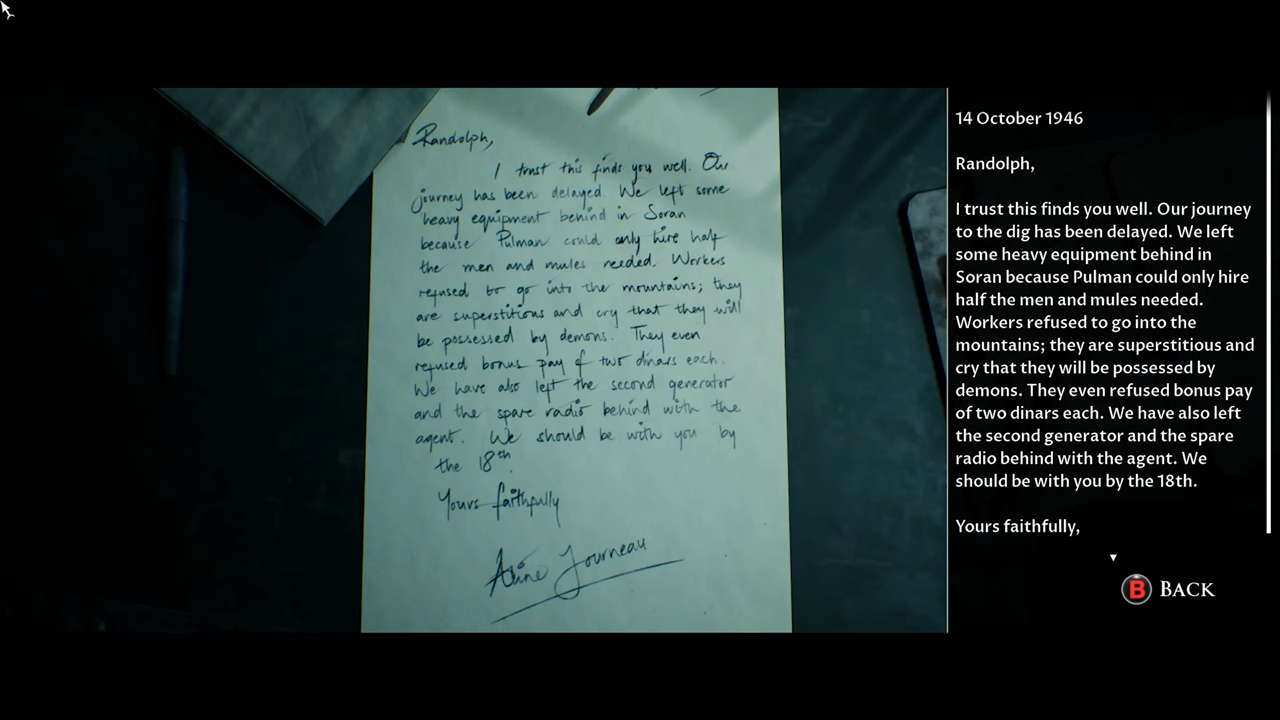 Randolph,
I trust this finds you well. Our
journey has been delayed. We left some
heavy equipment behind in Soran
because Pulman could only hire half
the men and mules needed. Workers
refused to go into the mountains; they
are superstitious and cry that they will
be possessed by demons. They even
refused bonus pay of two dinars each.
We have also left the second generator
and the spare radio behind with the
agent. We should be with you by
the 18th.
Yours faithfully
Aline Journeau
14 October 1946
Randolph,
I trust this finds you well. Our journey
to the dig has been delayed. We left
some heavy equipment behind in
Soran because Pulman could only hire
half the men and mules needed.
Workers refused to go into the
mountains; they are superstitious and
cry that they will be possessed by
demons. They even refused bonus pay
of two dinars each. We have also left
the second generator and the spare
radio behind with the agent. We
should be with you by the 18th.
Yours faithfully,
B BACK